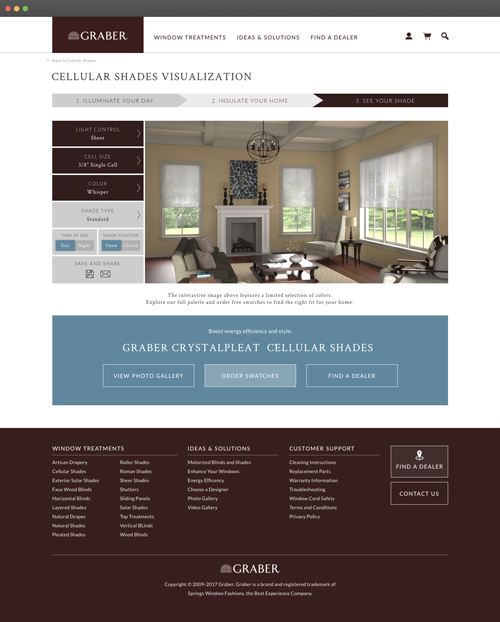 GRABER
WINDOW TREATMENTS IDEAS & SOLUTIONS FIND A DEALER
← Back to Cellular Shades
CELLULAR SHADES VISUALIZATION
1. ILLUMINATE YOUR DAY 2. INSULATE YOUR HOME 3. SEE YOUR SHADE
LIGHT CONTROL
Sheer
CELL SIZE
3/8" Single Cell
COLOR
Whisper
SHADE TYPE
Standard
TIME OF DAY SHADE POSITION
Day Night Open Closed
SAVE AND SHARE
The interactive image above features a limited selection of colors.
Explore our full palette and order free swatches to find the right fit for your home.
Boost energy efficiency and style.
GRABER CRYSTALPLEAT CELLULAR SHADES
VIEW PHOTO GALLERY ORDER SWATCHES FIND A DEALER
WINDOW TREATMENTS
Artisan Drapery
Cellular Shades
Exterior Solar Shades
Faux Wood Blinds
Horizontal Blinds
Layered Shades
Natural Drapes
Natural Shades
Pleated Shades
Roller Shades
Roman Shades
Sheer Shades
Shutters
Sliding Panels
Solar Shades
Top Treatments
Vertical BLinds
Wood Blinds
IDEAS & SOLUTIONS
Motorized Blinds and Shades
Enhance Your Windows
Energy Efficency
Choose a Designer
Photo Gallery
Video Gallery
CUSTOMER SUPPORT
Cleaning Instructions
Replacement Parts
Warranty Information
Troubleshooting
Window Cord Safety
Terms and Conditions
Privacy Policy
FIND A DEALER
CONTACT US
GRABER
Copyright © 2009-2017 Graber. Graber is a brand and registered trademark of
Springs Window Fashions, the Best Experience Company.